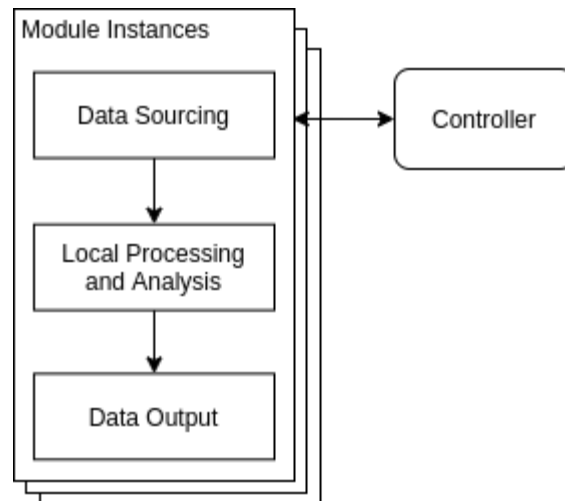 Module Instances
Data Sourcing
Controller
Local Processing
and Analysis
Data Output